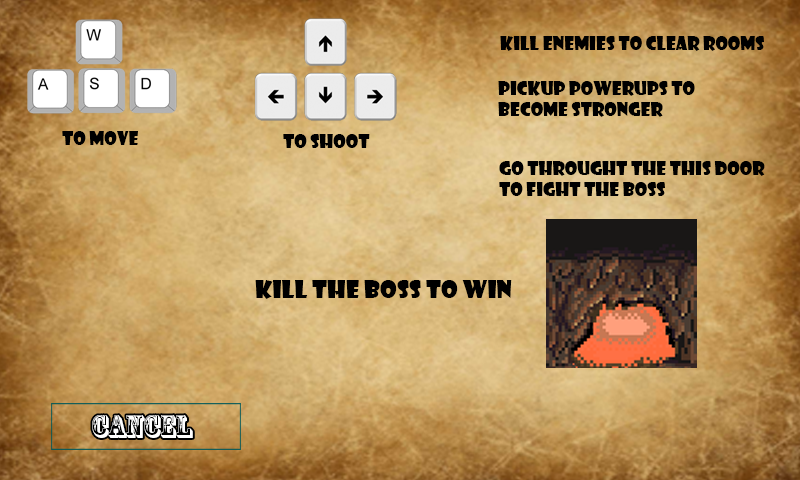 W
A S D
TO MOVE
↑
← ↓ →
TO SHOOT
KILL ENEMIES TO CLEAR ROOMS
PICKUP POWERUPS TO
BECOME STRONGER
GO THROUGHT THE THIS DOOR
TO FIGHT THE BOSS
KILL THE BOSS TO WIN
CANCEL